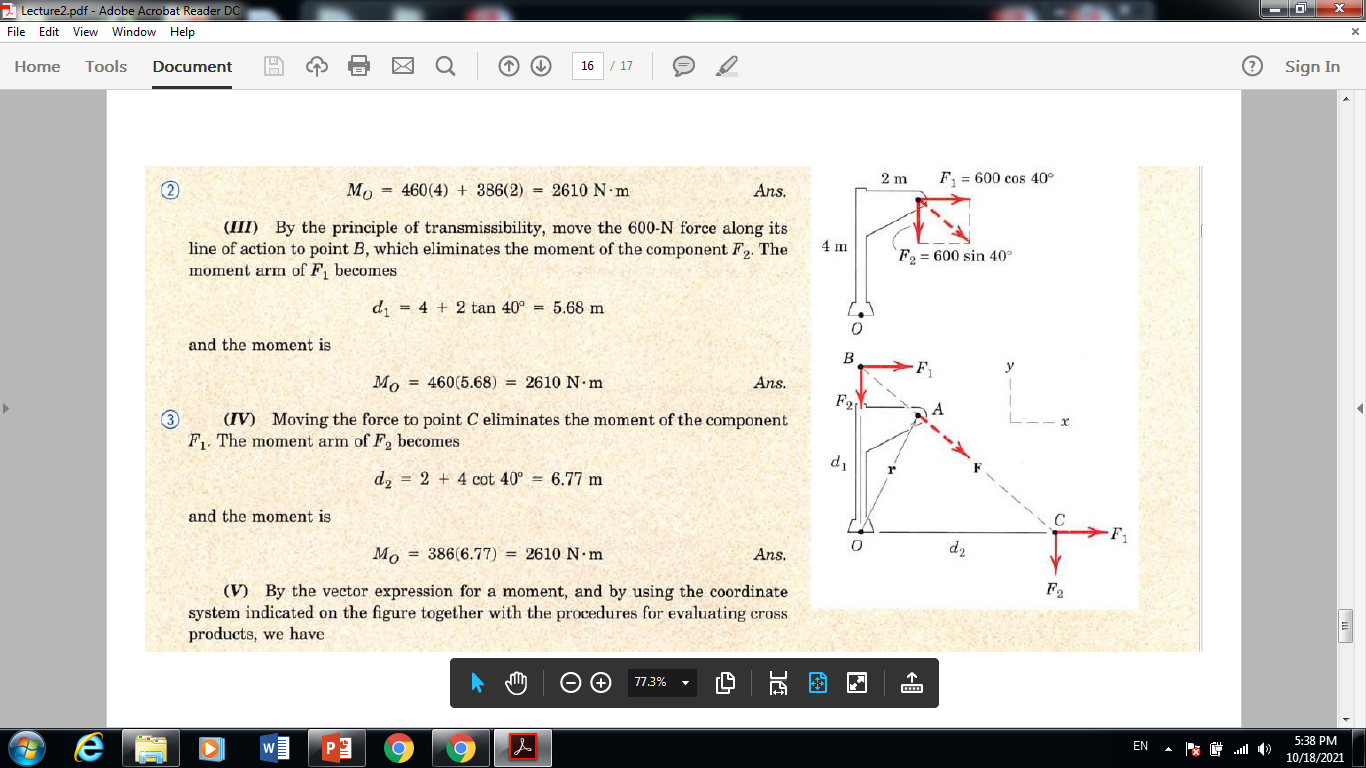 Lecture2.pdf - Adobe Acrobat Reader DC
File Edit View Window Help
Home Tools Document 16 / 17 Sign In
② M_O = 460(4) + 386(2) = 2610 N·m Ans.
(III) By the principle of transmissibility, move the 600-N force along its
line of action to point B, which eliminates the moment of the component F₂. The
moment arm of F₁ becomes
d₁ = 4 + 2 tan 40° = 5.68 m
and the moment is
M_O = 460(5.68) = 2610 N·m Ans.
③ (IV) Moving the force to point C eliminates the moment of the component
F₁. The moment arm of F₂ becomes
d₂ = 2 + 4 cot 40° = 6.77 m
and the moment is
M_O = 386(6.77) = 2610 N·m Ans.
(V) By the vector expression for a moment, and by using the coordinate
system indicated on the figure together with the procedures for evaluating cross
products, we have
2 m F₁ = 600 cos 40°
4 m
F₂ = 600 sin 40°
O
B
F₁
y
F₂
A
x
d₁
r
F
C
F₁
O
d₂
F₂
77.3%
EN
5:38 PM
10/18/2021